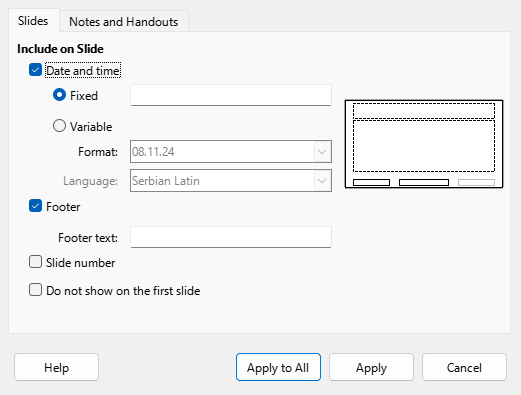 Slides
Notes and Handouts
Include on Slide
Date and time
Fixed
Variable
Format: 08.11.24
Language: Serbian Latin
Footer
Footer text:
Slide number
Do not show on the first slide
Help
Apply to All
Apply
Cancel